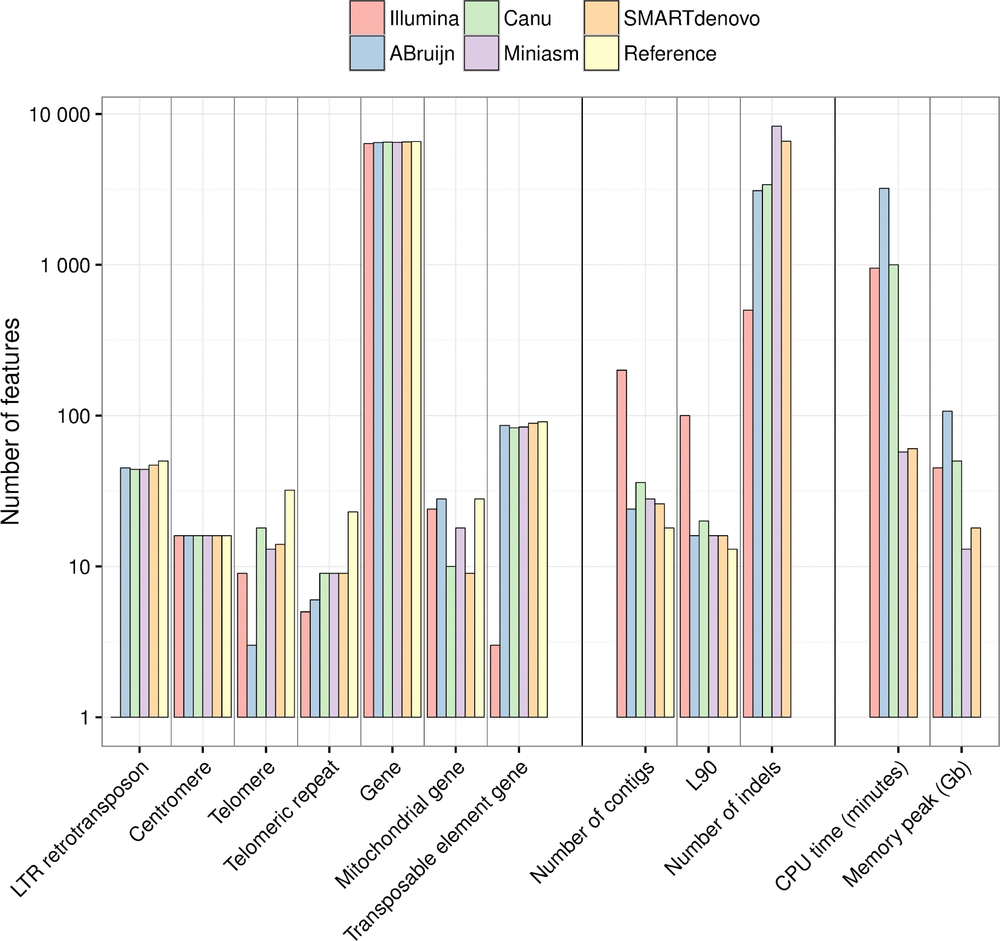 Illumina Canu SMARTdenovo
ABruijn Miniasm Reference
Number of features
10 000
1 000
100
10
1
LTR retrotransposon
Centromere
Telomere
Telomeric repeat
Gene
Mitochondrial gene
Transposable element gene
Number of contigs
L90
Number of indels
CPU time (minutes)
Memory peak (Gb)